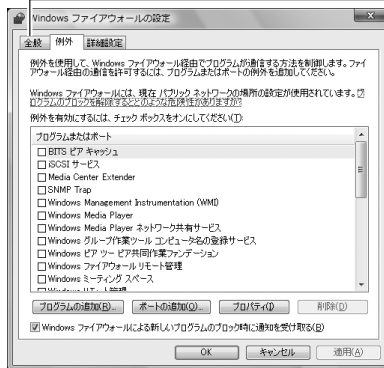 Windows ファイアウォールの設定
全般 例外 詳細設定
例外を使用して、Windows ファイアウォール経由でプログラムが通信する方法を制御します。ファイ
アウォール経由の通信を許可するには、プログラムまたはポートの例外を追加してください。
Windows ファイアウォールには、現在 パブリック ネットワークの場所の設定が使用されています。プ
ログラムのブロックを解除するとどのような危険性がありますか?
例外を有効にするには、チェック ボックスをオンにしてください(T):
プログラムまたはポート
BITS ピア キャッシュ
iSCSI サービス
Media Center Extender
SNMP Trap
Windows Management Instrumentation (WMI)
Windows Media Player
Windows Media Player ネットワーク共有サービス
Windows グループ作業ツール コンピュータ名の登録サービス
Windows ピア ツー ピア共同作業ファンデーション
Windows ファイアウォール リモート管理
Windows ミーティング スペース
Windows リモート管理
プログラムの追加(R)... ポートの追加(O)... プロパティ(I) 削除(D)
Windows ファイアウォールによる新しいプログラムのブロック時に通知を受け取る(B)
OK キャンセル 適用(A)